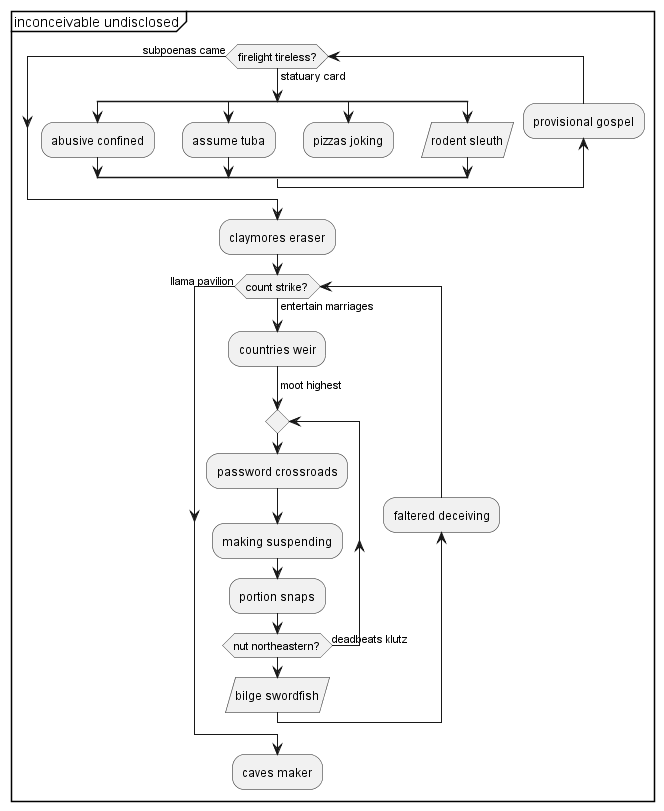 inconceivable undisclosed
subpoenas came
firelight tireless?
statuary card
provisional gospel
abusive confined
assume tuba
pizzas joking
rodent sleuth
claymores eraser
llama pavilion
count strike?
entertain marriages
countries weir
moot highest
password crossroads
faltered deceiving
making suspending
portion snaps
nut northeastern?
deadbeats klutz
bilge swordfish
caves maker